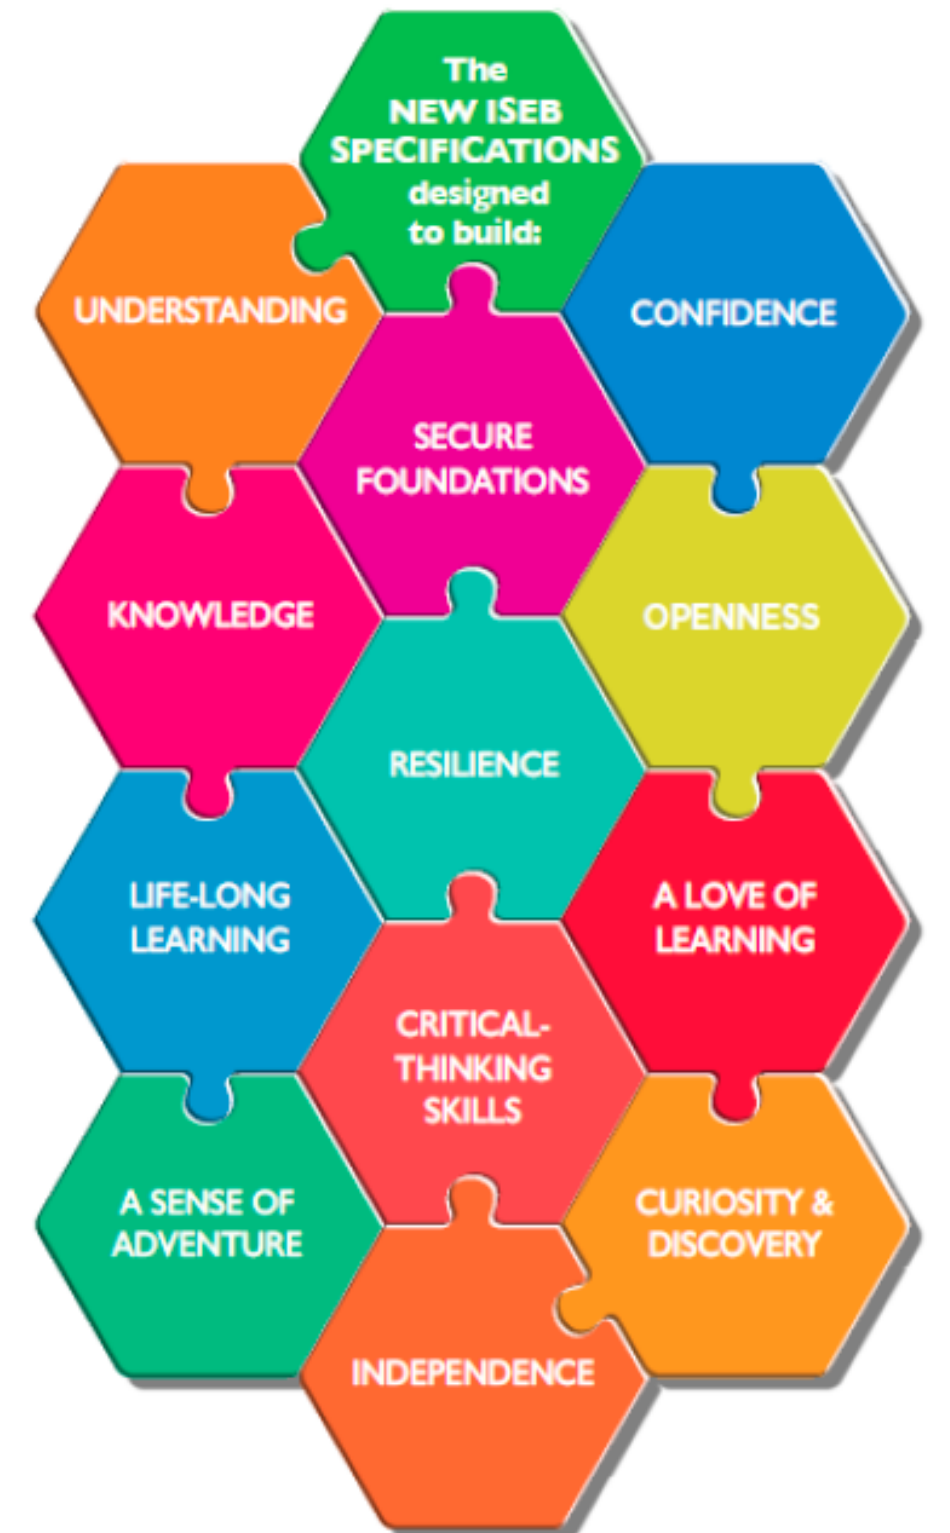 The
NEW ISEB
SPECIFICATIONS
designed
to build:
UNDERSTANDING
CONFIDENCE
SECURE
FOUNDATIONS
KNOWLEDGE
OPENNESS
RESILIENCE
LIFE-LONG
LEARNING
A LOVE OF
LEARNING
CRITICAL-
THINKING
SKILLS
A SENSE OF
ADVENTURE
CURIOSITY &
DISCOVERY
INDEPENDENCE